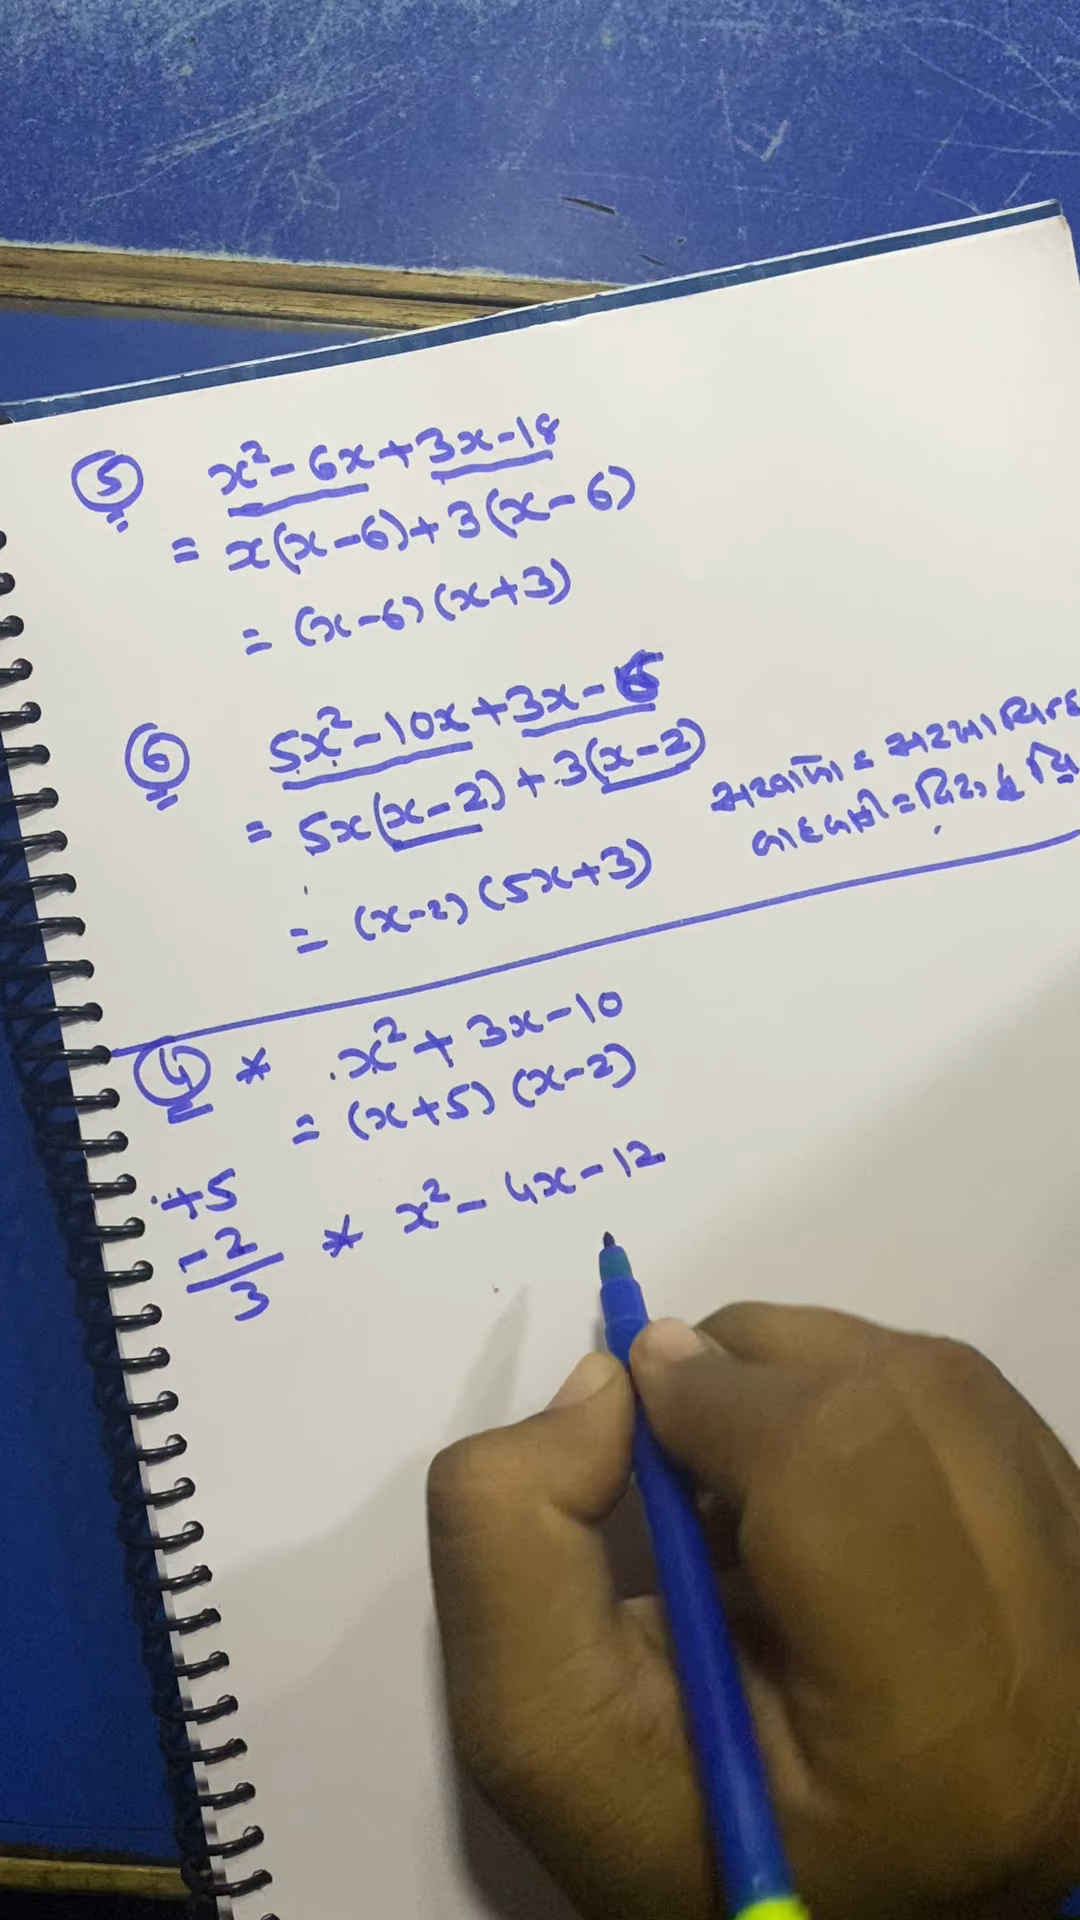 ⑤ x² - 6x + 3x - 18
= x(x - 6) + 3(x - 6)
= (x - 6) (x + 3)
⑥ 5x² - 10x + 3x - 6
= 5x(x - 2) + 3(x - 2)
= (x - 2) (5x + 3)
④ * x² + 3x - 10
= (x + 5) (x - 2)
+5
-2
3
* x² - 4x - 12